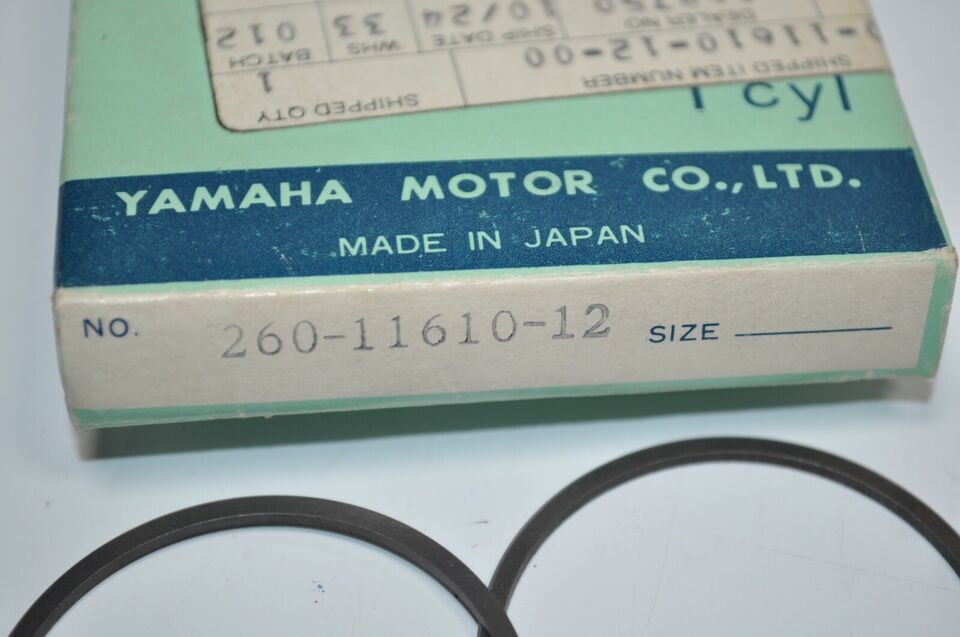 012 33 10/24
BATCH WHS SHIP DATE DEALER NO
1 -11610-12-00
SHIPPED QTY SHIPPED ITEM NUMBER
1 cyl
YAMAHA MOTOR CO., LTD.
MADE IN JAPAN
NO. 260-11610-12 SIZE